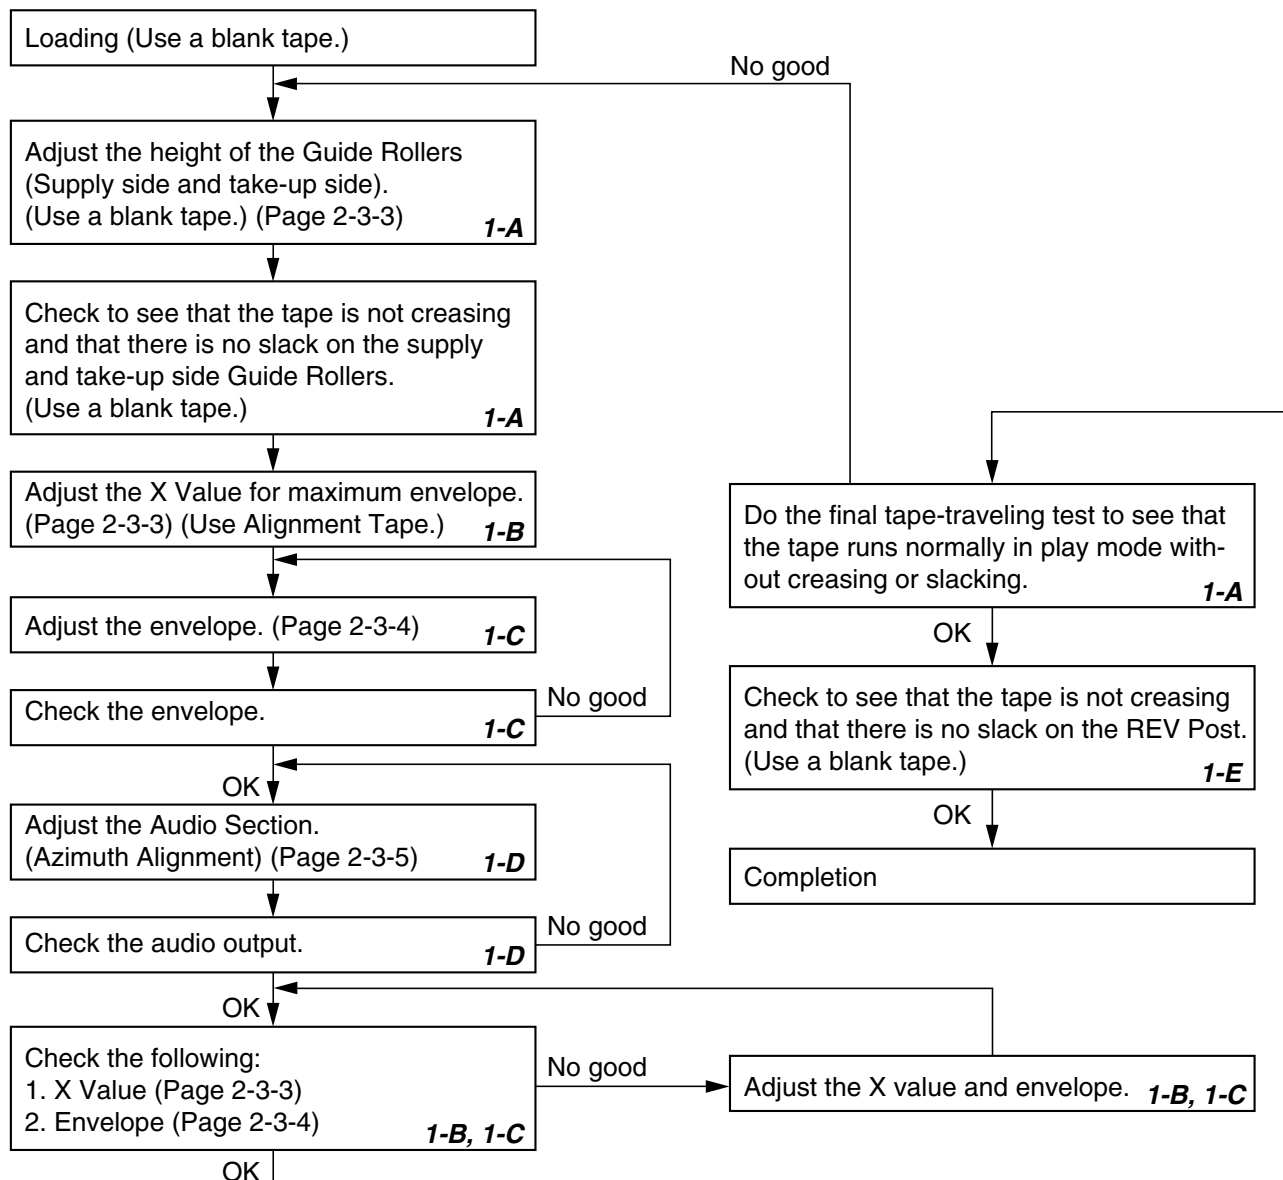 Loading (Use a blank tape.)
No good
Adjust the height of the Guide Rollers
(Supply side and take-up side).
(Use a blank tape.) (Page 2-3-3)
1-A
Check to see that the tape is not creasing
and that there is no slack on the supply
and take-up side Guide Rollers.
(Use a blank tape.)
1-A
Adjust the X Value for maximum envelope.
(Page 2-3-3) (Use Alignment Tape.)
1-B
Adjust the envelope. (Page 2-3-4)
1-C
Check the envelope.
1-C
No good
OK
Adjust the Audio Section.
(Azimuth Alignment) (Page 2-3-5)
1-D
Check the audio output.
1-D
No good
OK
Check the following:
1. X Value (Page 2-3-3)
2. Envelope (Page 2-3-4)
1-B, 1-C
No good
Adjust the X value and envelope.
1-B, 1-C
OK
Do the final tape-traveling test to see that
the tape runs normally in play mode with-
out creasing or slacking.
1-A
OK
Check to see that the tape is not creasing
and that there is no slack on the REV Post.
(Use a blank tape.)
1-E
OK
Completion